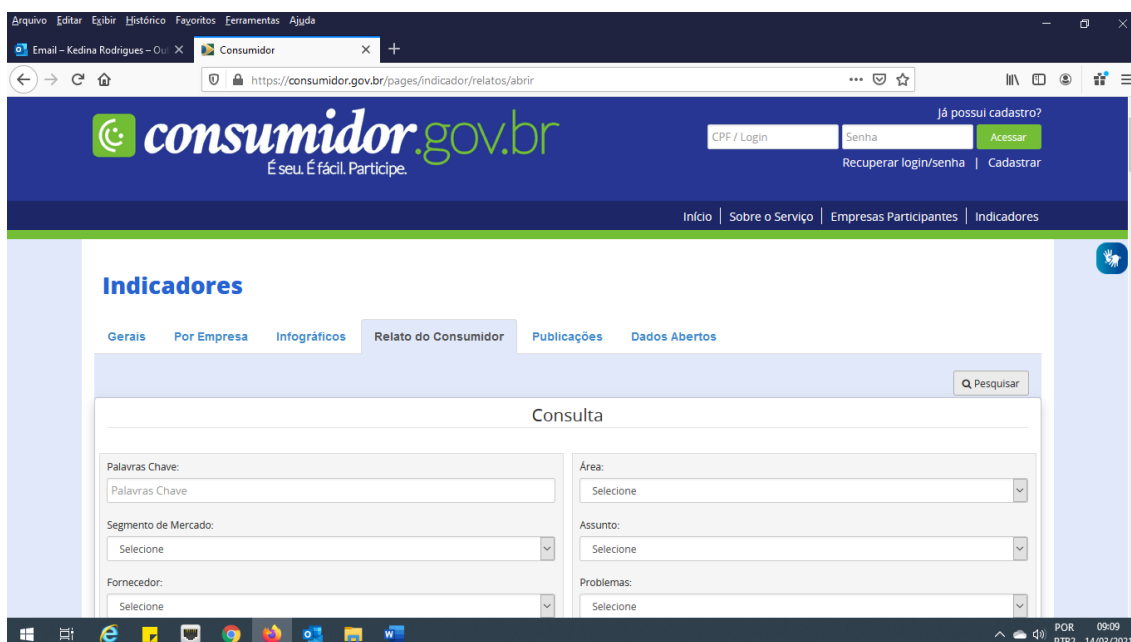 Arquivo Editar Exibir Histórico Favoritos Ferramentas Ajuda
Email – Kedina Rodrigues – Out
Consumidor
https://consumidor.gov.br/pages/indicador/relatos/abrir
consumidor.gov.br
É seu. É fácil. Participe.
Já possui cadastro?
CPF / Login Senha Acessar
Recuperar login/senha | Cadastrar
Início | Sobre o Serviço | Empresas Participantes | Indicadores
Indicadores
Gerais Por Empresa Infográficos Relato do Consumidor Publicações Dados Abertos
Pesquisar
Consulta
Palavras Chave:
Palavras Chave
Área:
Selecione
Segmento de Mercado:
Selecione
Assunto:
Selecione
Fornecedor:
Selecione
Problemas:
Selecione
POR 09:09
PTB2